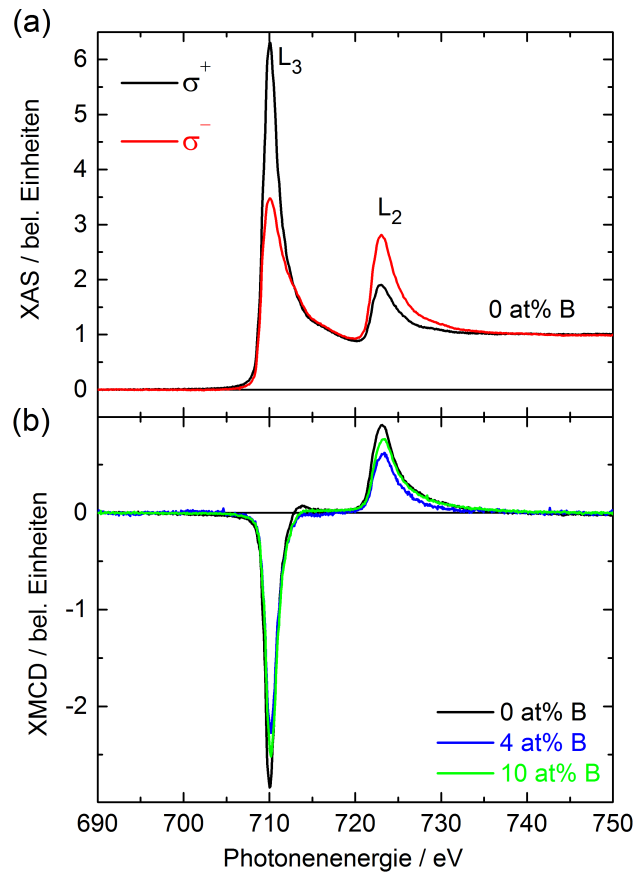 (a)
6
5
4
3
2
1
0
XAS / bel. Einheiten
σ+
σ−
L3
L2
0 at% B
(b)
0
-1
-2
XMCD / bel. Einheiten
0 at% B
4 at% B
10 at% B
690 700 710 720 730 740 750
Photonenenergie / eV